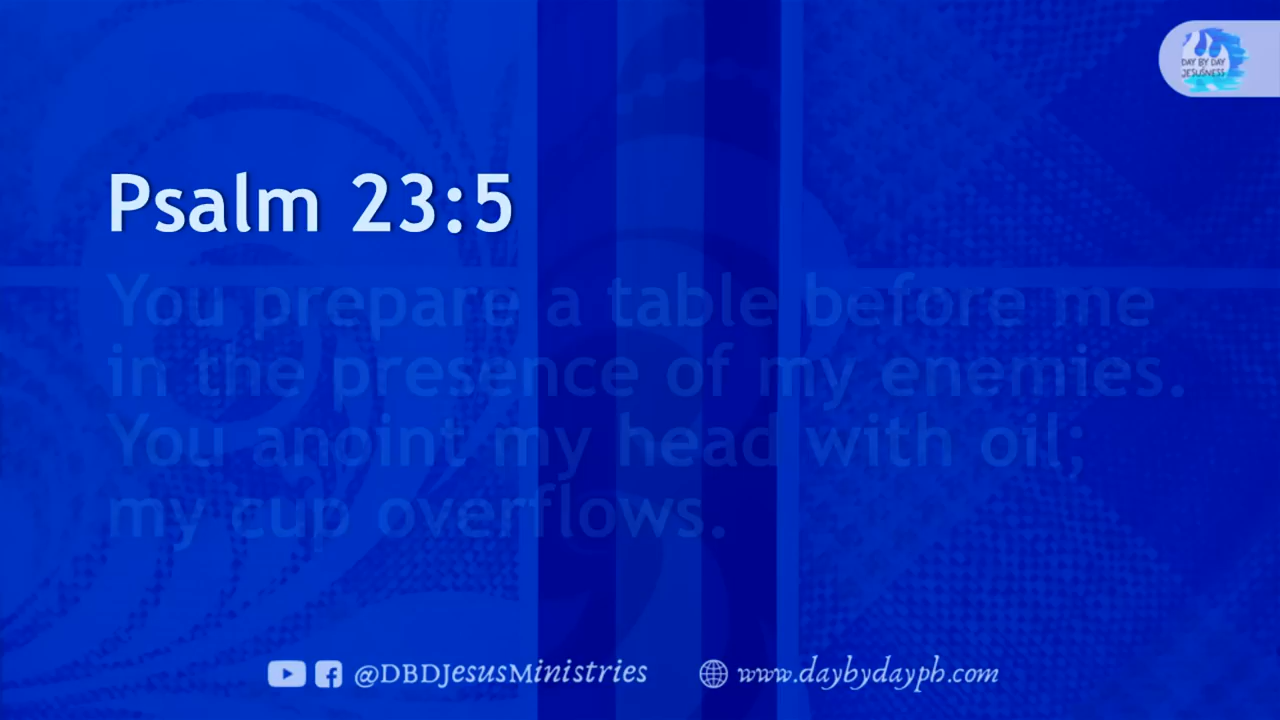 DAY BY DAY
JESUSNESS
Psalm 23:5
You prepare a table before me
in the presence of my enemies.
You anoint my head with oil;
my cup overflows.
@DBDJesusMinistries
www.daybydayph.com